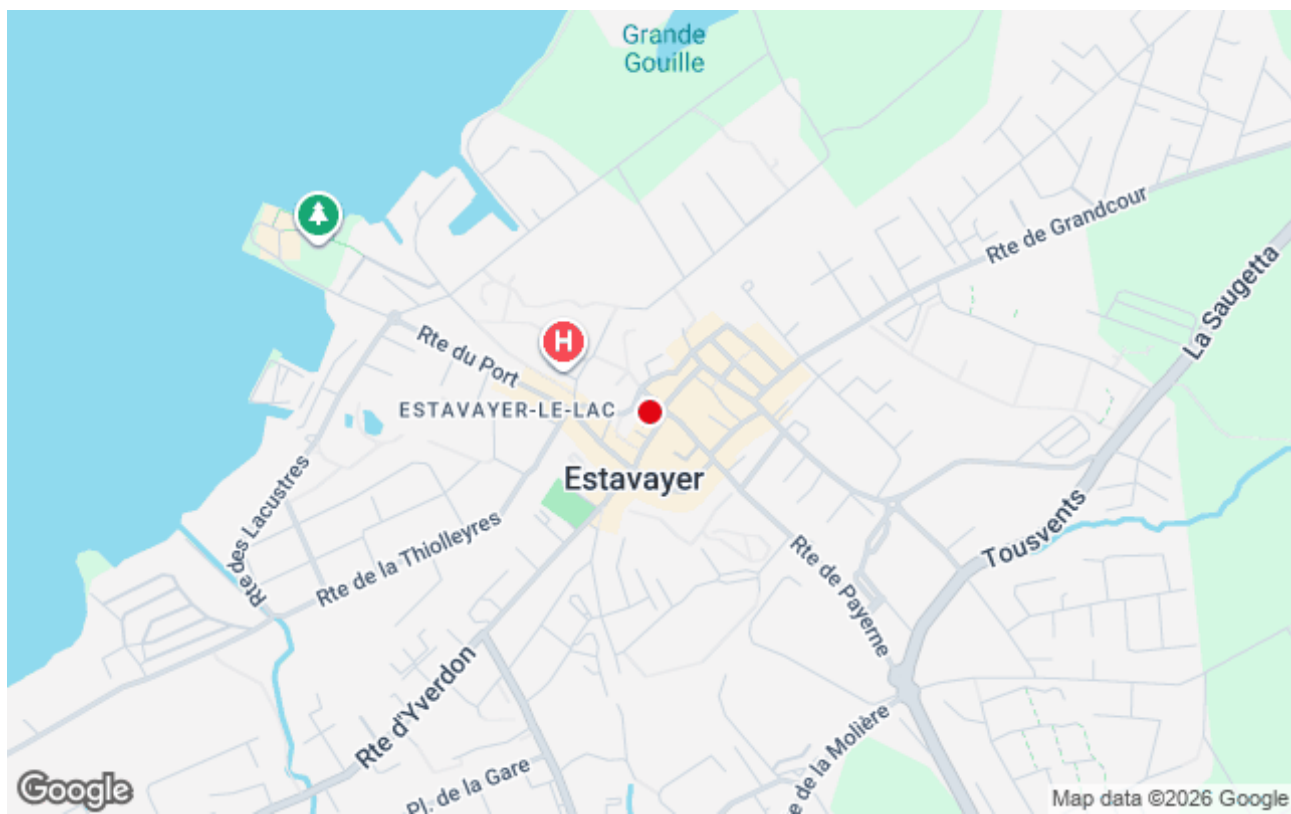 Grande
Gouille
Rte de Grandcour
La Saugetta
H
Rte du Port
ESTAVAYER-LE-LAC
Estavayer
Rte des Lacustres
Rte de la Thiolleyres
Tousvents
Rte de Payerne
Rte d'Yverdon
e de la Molière
Pl. de la Gare
Google
Map data ©2026 Google